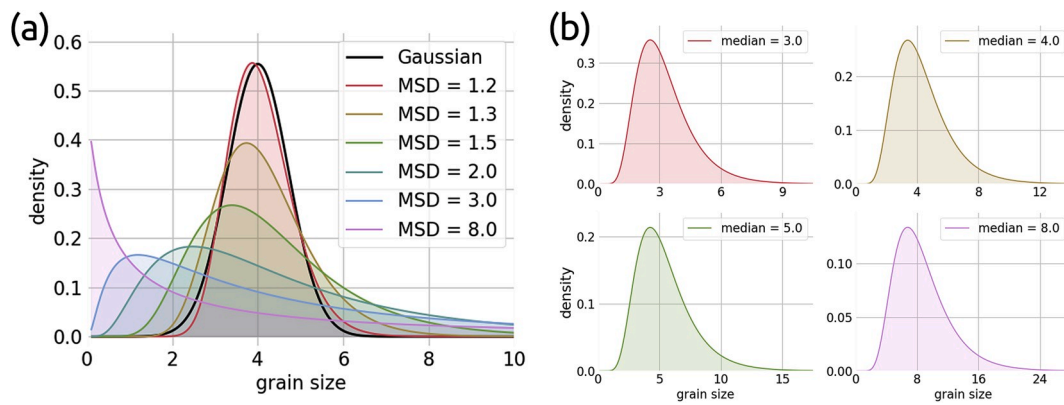 (a)
0.6
0.5
0.4
0.3
0.2
0.1
0.0
density
0
2
4
6
8
10
grain size
Gaussian
MSD = 1.2
MSD = 1.3
MSD = 1.5
MSD = 2.0
MSD = 3.0
MSD = 8.0
(b)
median = 3.0
0.3
0.2
0.1
0.0
density
0
3
6
9
median = 4.0
0.2
0.1
0.0
0
4
8
12
median = 5.0
0.2
0.1
0.0
density
0
5
10
15
grain size
median = 8.0
0.10
0.05
0.00
0
8
16
24
grain size